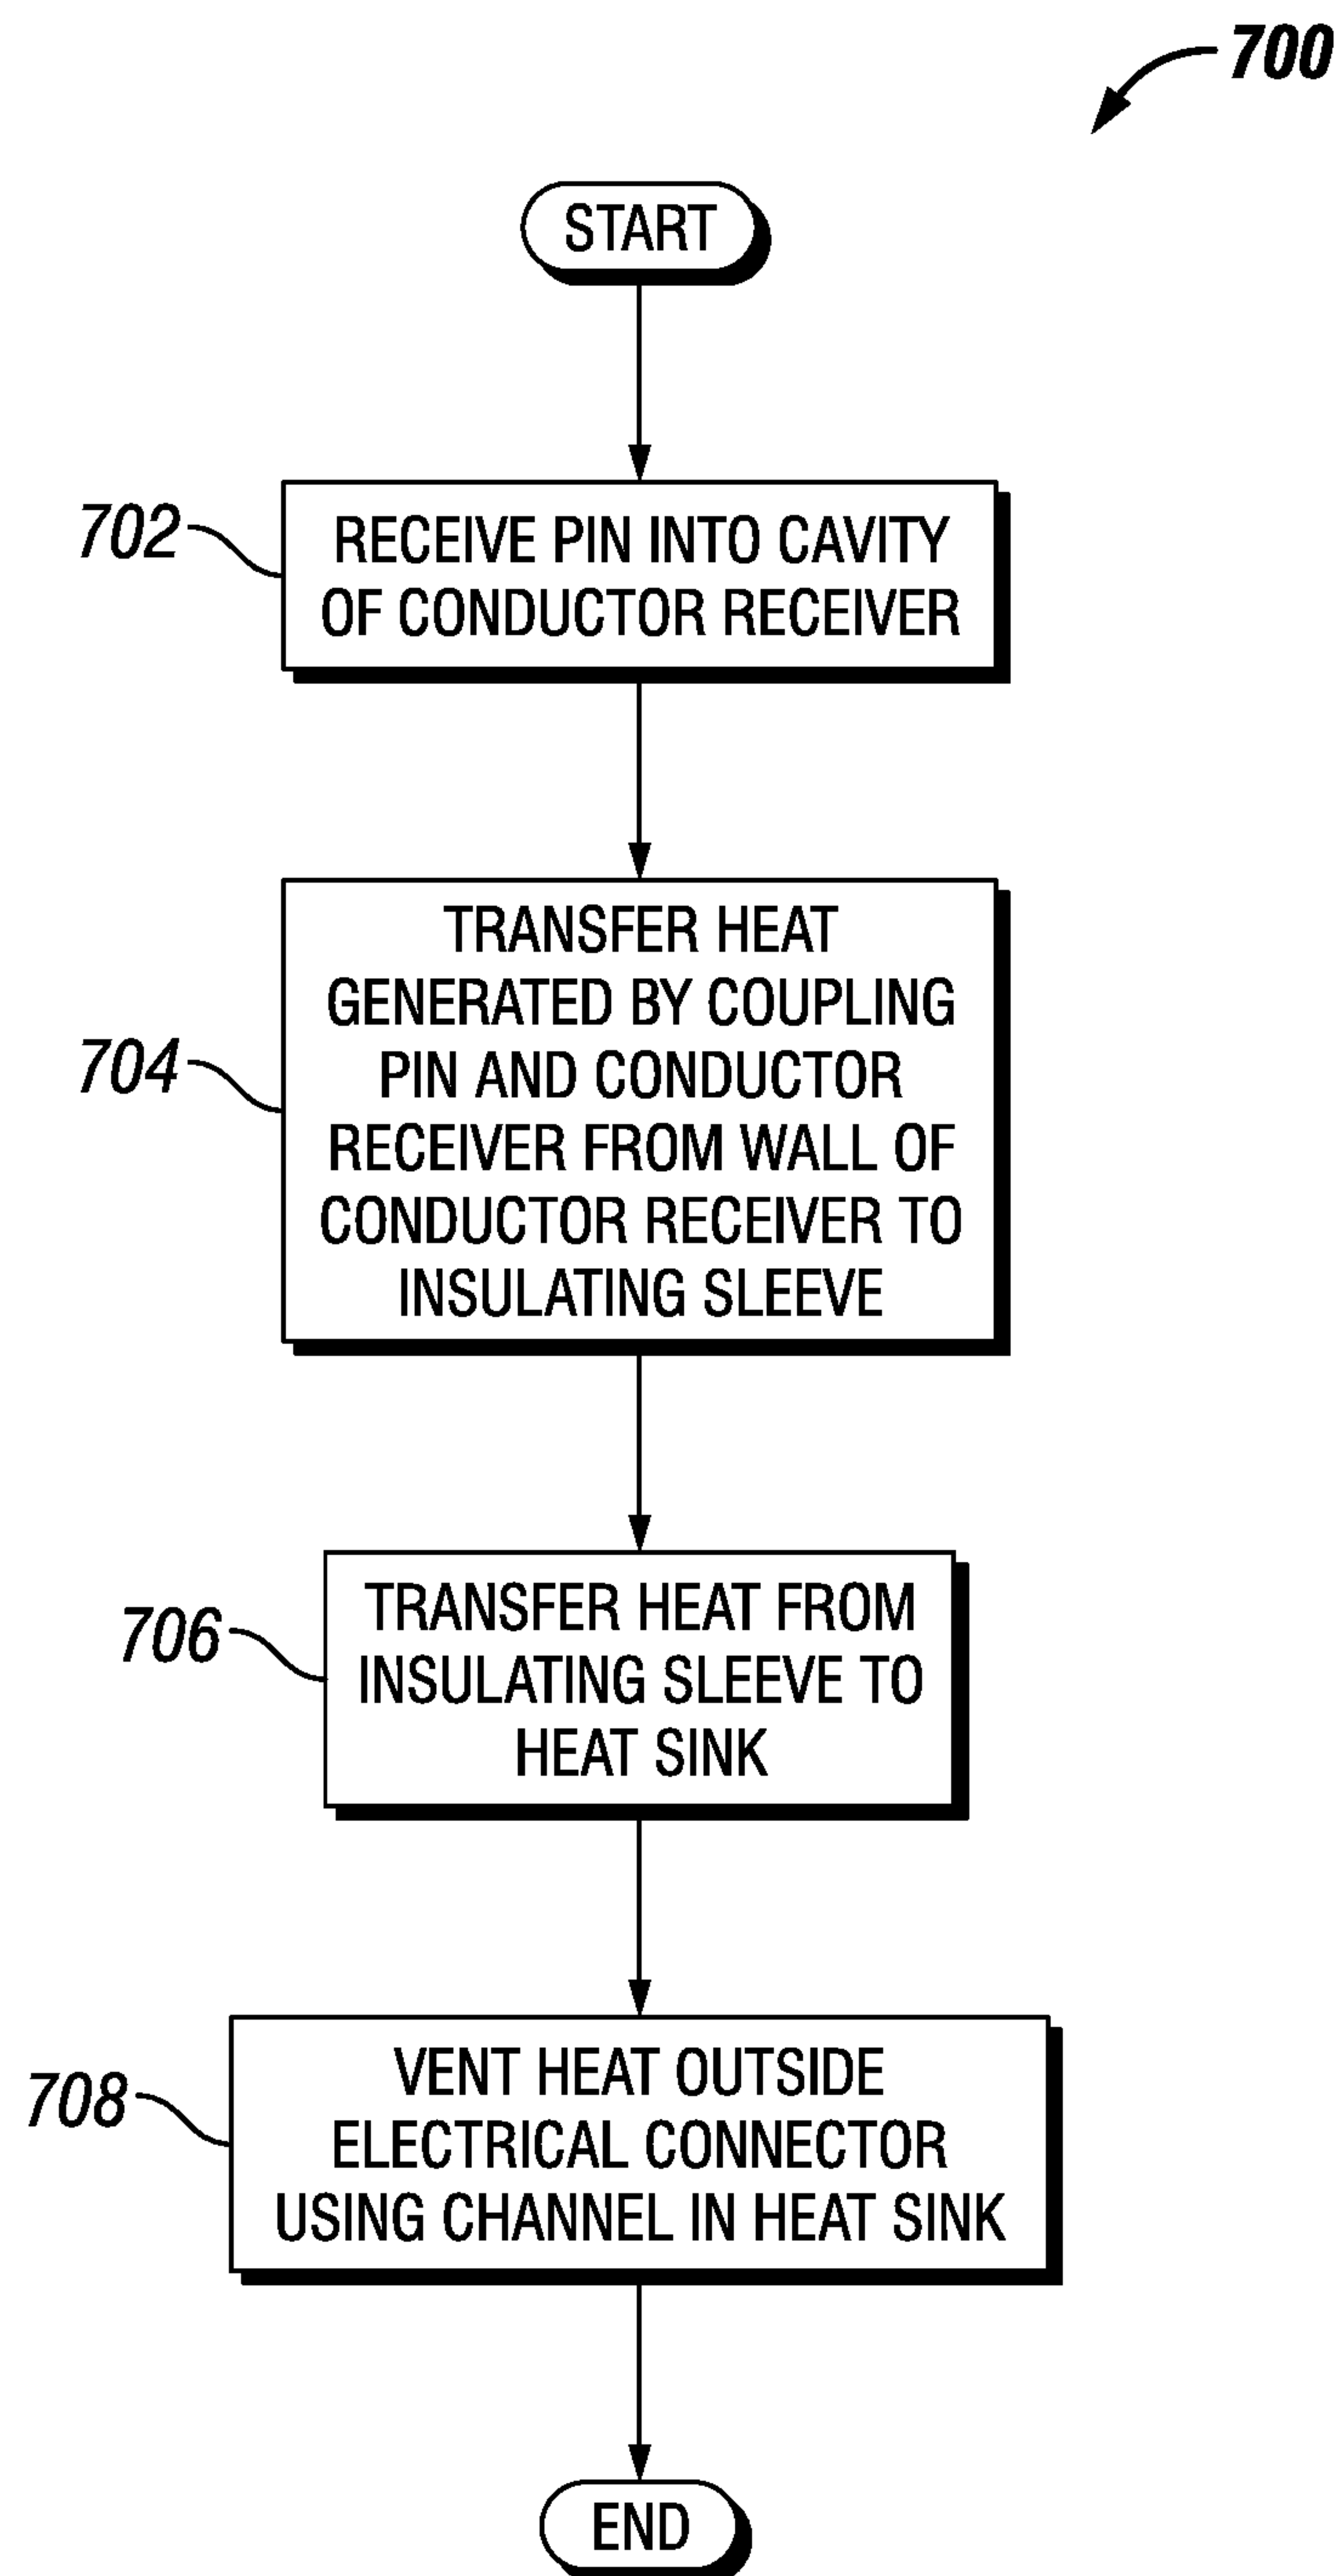 700
START
702
RECEIVE PIN INTO CAVITY
OF CONDUCTOR RECEIVER
704
TRANSFER HEAT
GENERATED BY COUPLING
PIN AND CONDUCTOR
RECEIVER FROM WALL OF
CONDUCTOR RECEIVER TO
INSULATING SLEEVE
706
TRANSFER HEAT FROM
INSULATING SLEEVE TO
HEAT SINK
708
VENT HEAT OUTSIDE
ELECTRICAL CONNECTOR
USING CHANNEL IN HEAT SINK
END